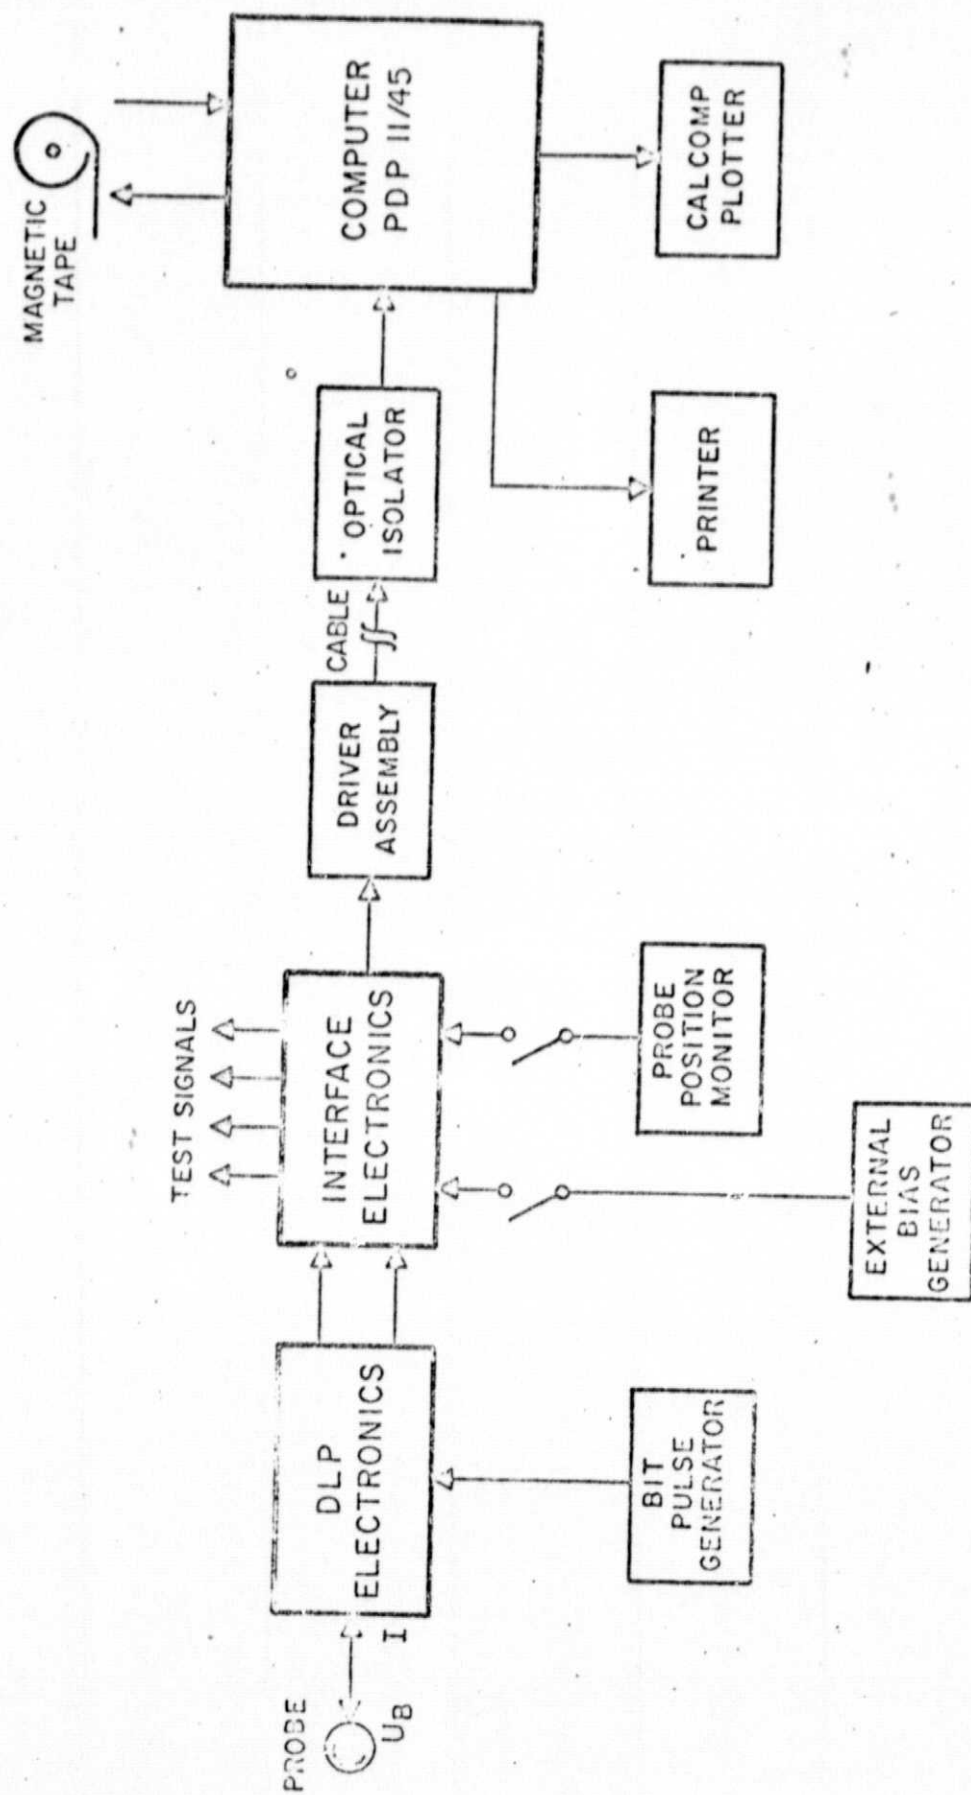 PROBE
U_B
I
DLP
ELECTRONICS
BIT
PULSE
GENERATOR
TEST SIGNALS
INTERFACE
ELECTRONICS
EXTERNAL
BIAS
GENERATOR
PROBE
POSITION
MONITOR
DRIVER
ASSEMBLY
CABLE
OPTICAL
ISOLATOR
MAGNETIC
TAPE
COMPUTER
PDP 11/45
PRINTER
CALCOMP
PLOTTER